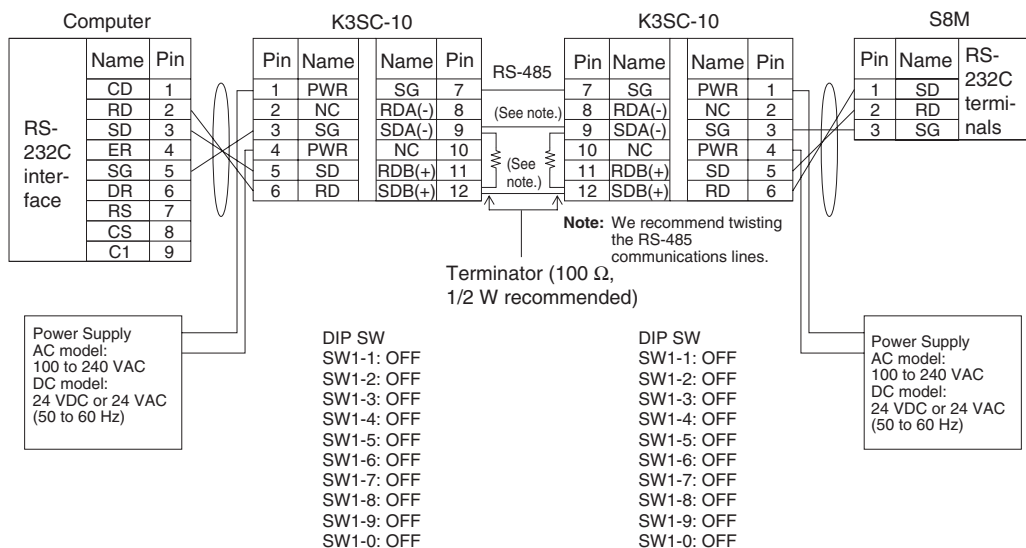 Computer
K3SC-10
K3SC-10
S8M
RS-232C inter-face
Name Pin
CD 1
RD 2
SD 3
ER 4
SG 5
DR 6
RS 7
CS 8
C1 9
Pin Name Name Pin
1 PWR SG 7
2 NC RDA(-) 8
3 SG SDA(-) 9
4 PWR NC 10
5 SD RDB(+) 11
6 RD SDB(+) 12
RS-485
(See note.)
(See
note.)
Pin Name Name Pin
7 SG PWR 1
8 RDA(-) NC 2
9 SDA(-) SG 3
10 NC PWR 4
11 RDB(+) SD 5
12 SDB(+) RD 6
Pin Name
1 SD
2 RD
3 SG
RS-
232C
termi-
nals
Note: We recommend twisting
the RS-485
communications lines.
Terminator (100 Ω,
1/2 W recommended)
Power Supply
AC model:
100 to 240 VAC
DC model:
24 VDC or 24 VAC
(50 to 60 Hz)
DIP SW
SW1-1: OFF
SW1-2: OFF
SW1-3: OFF
SW1-4: OFF
SW1-5: OFF
SW1-6: OFF
SW1-7: OFF
SW1-8: OFF
SW1-9: OFF
SW1-0: OFF
DIP SW
SW1-1: OFF
SW1-2: OFF
SW1-3: OFF
SW1-4: OFF
SW1-5: OFF
SW1-6: OFF
SW1-7: OFF
SW1-8: OFF
SW1-9: OFF
SW1-0: OFF
Power Supply
AC model:
100 to 240 VAC
DC model:
24 VDC or 24 VAC
(50 to 60 Hz)